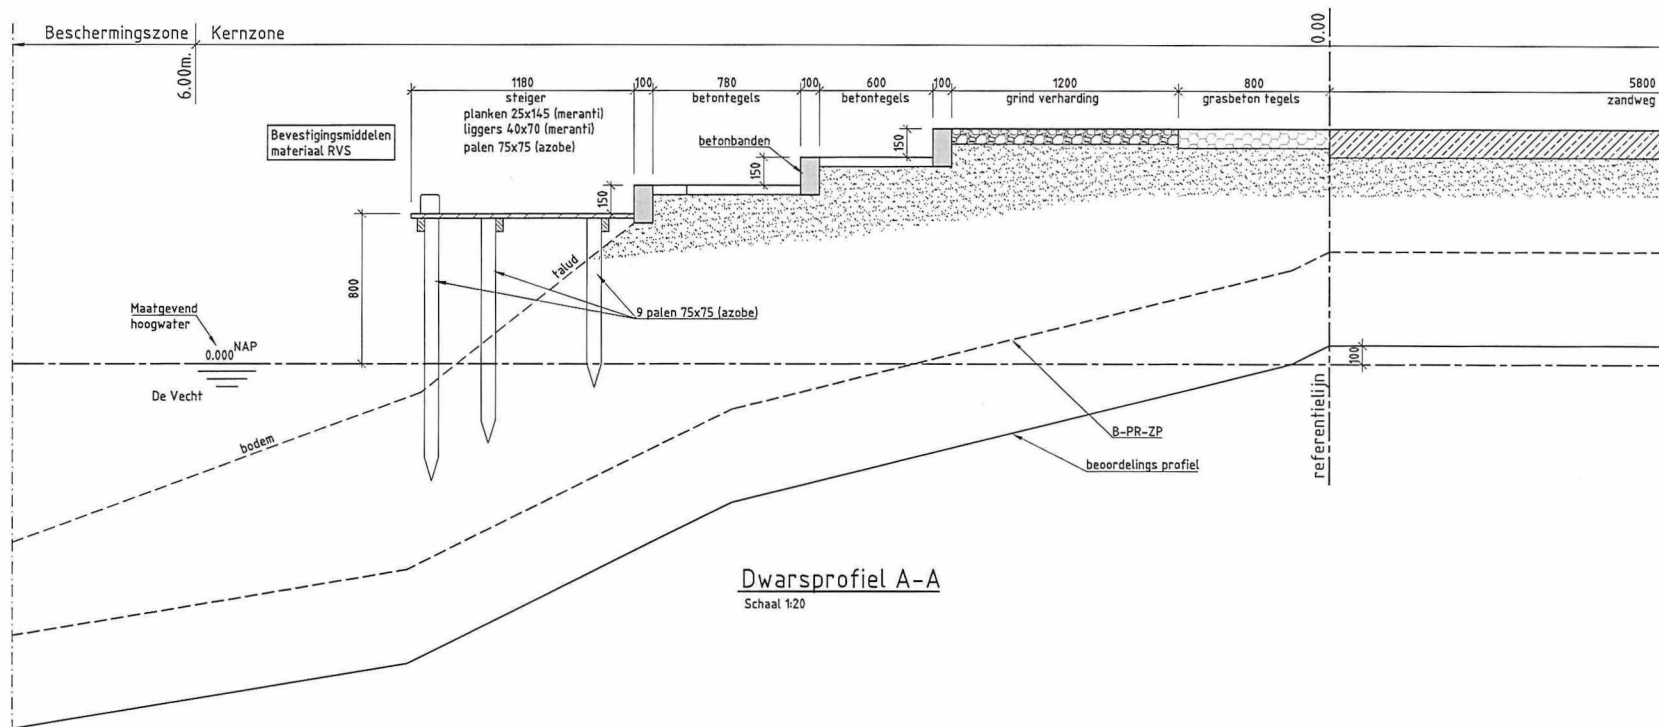 Beschermingszone
Kernzone
0.00
6.00m.
1180
100
780
100
600
100
1200
800
5800
steiger
betontegels
betontegels
grind verharding
grasbeton tegels
zandweg
planken 25x145 (meranti)
liggers 40x70 (meranti)
palen 75x75 (azobe)
Bevestigingsmiddelen
materiaal RVS
betonbanden
150
150
150
talud
800
9 palen 75x75 (azobe)
Maatgevend
hoogwater
0.000 NAP
De Vecht
100
bodem
B-PR-ZP
beoordelings profiel
referentielijn
Dwarsprofiel A-A
Schaal 1:20